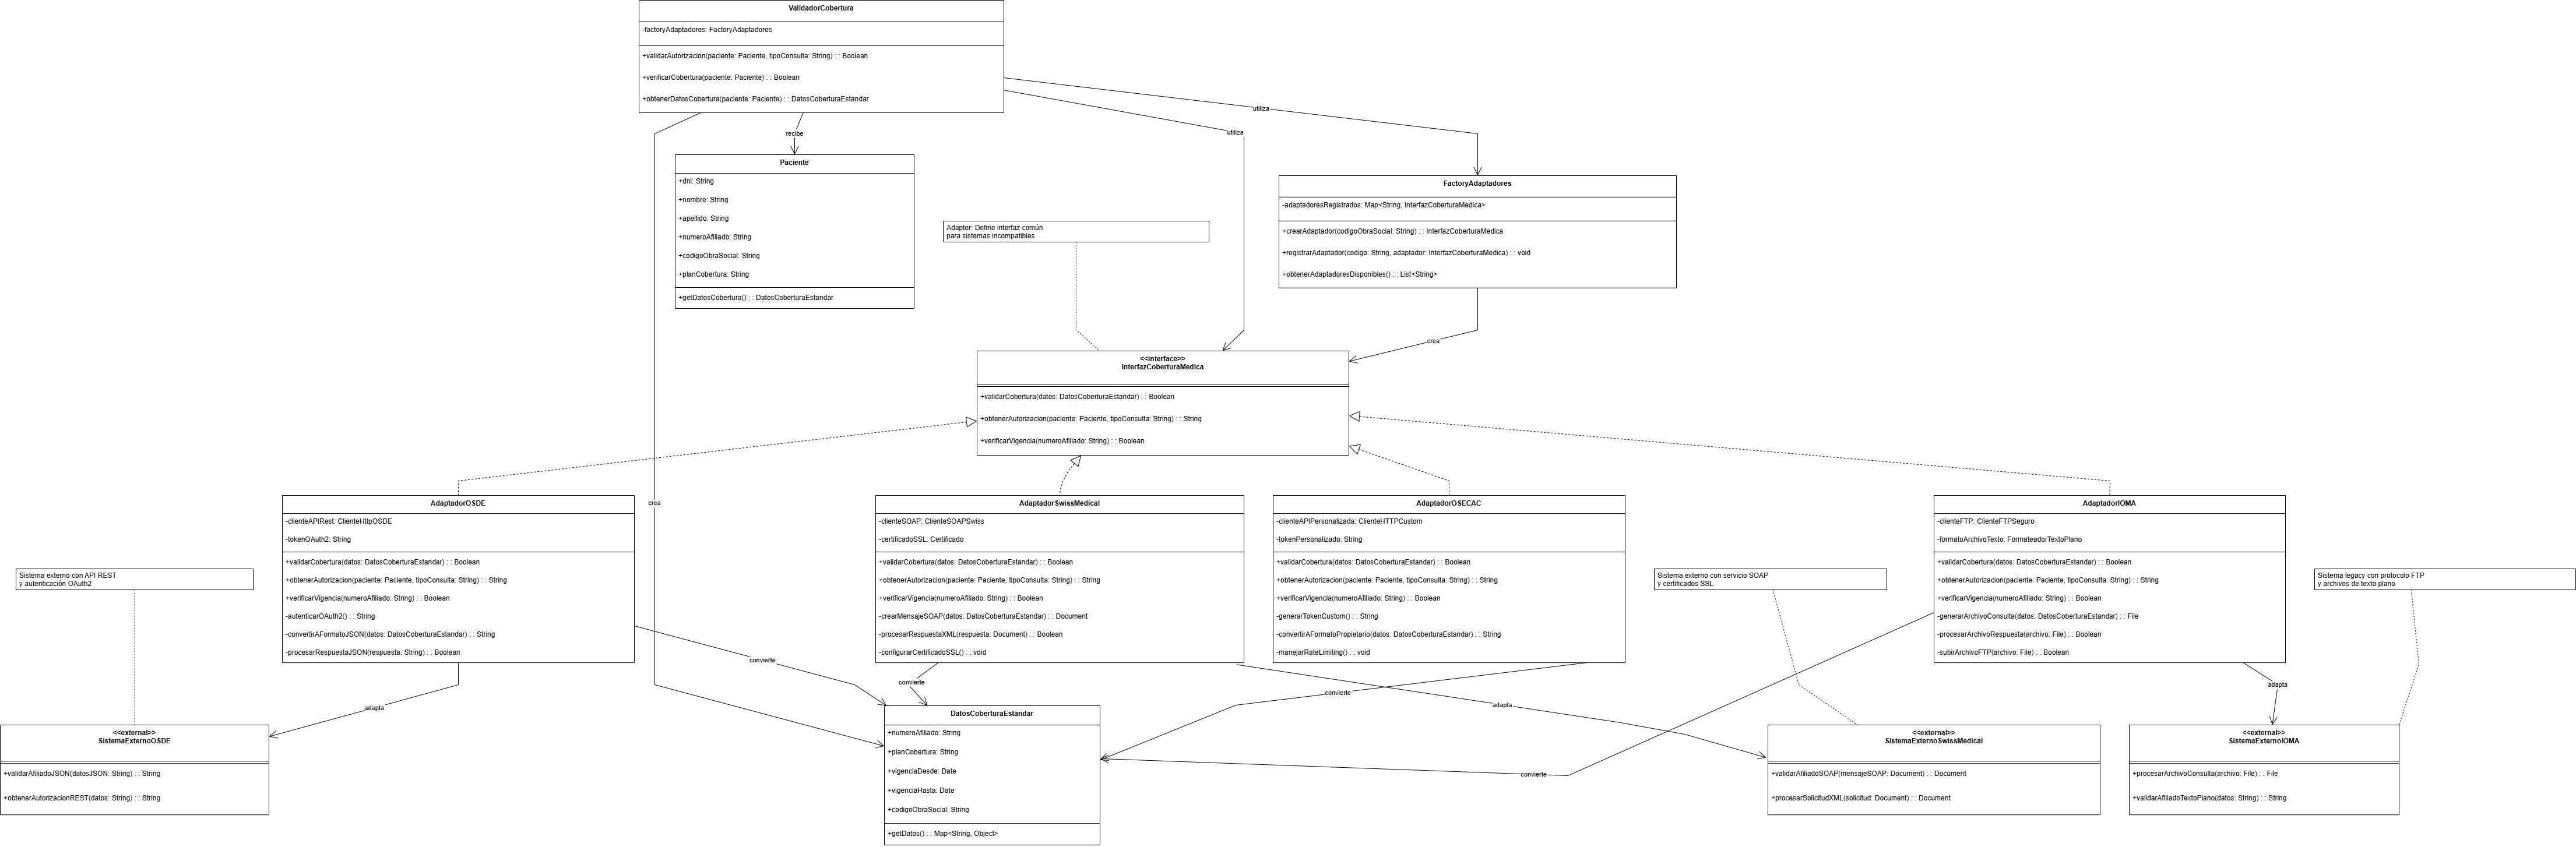 ValidadorCobertura
-factoryAdaptadores: FactoryAdaptadores
+validarAutorizacion(paciente: Paciente, tipoConsulta: String) : : Boolean
+verificarCobertura(paciente: Paciente) : : Boolean
+obtenerDatosCobertura(paciente: Paciente) : : DatosCoberturaEstandar
utiliza
utiliza
recibe
Paciente
+dni: String
+nombre: String
+apellido: String
+numeroAfiliado: String
+codigoObraSocial: String
+planCobertura: String
+getDatosCobertura() : : DatosCoberturaEstandar
Adapter: Define interfaz común
para sistemas incompatibles
FactoryAdaptadores
-adaptadoresRegistrados: Map<String, InterfazCoberturaMedica>
+crearAdaptador(codigoObraSocial: String) : : InterfazCoberturaMedica
+registrarAdaptador(codigo: String, adaptador: InterfazCoberturaMedica) : : void
+obtenerAdaptadoresDisponibles() : : List<String>
crea
<<interface>>
InterfazCoberturaMedica
+validarCobertura(datos: DatosCoberturaEstandar) : : Boolean
+obtenerAutorizacion(paciente: Paciente, tipoConsulta: String) : : String
+verificarVigencia(numeroAfiliado: String) : : Boolean
crea
AdaptadorOSDE
-clienteAPIRest: ClienteHttpOSDE
-tokenOAuth2: String
+validarCobertura(datos: DatosCoberturaEstandar) : : Boolean
+obtenerAutorizacion(paciente: Paciente, tipoConsulta: String) : : String
+verificarVigencia(numeroAfiliado: String) : : Boolean
-autenticarOAuth2() : : String
-convertirAFormatoJSON(datos: DatosCoberturaEstandar) : : String
-procesarRespuestaJSON(respuesta: String) : : Boolean
AdaptadorSwissMedical
-clienteSOAP: ClienteSOAPSwiss
-certificadoSSL: Certificado
+validarCobertura(datos: DatosCoberturaEstandar) : : Boolean
+obtenerAutorizacion(paciente: Paciente, tipoConsulta: String) : : String
+verificarVigencia(numeroAfiliado: String) : : Boolean
-crearMensajeSOAP(datos: DatosCoberturaEstandar) : : Document
-procesarRespuestaXML(respuesta: Document) : : Boolean
-configurarCertificadoSSL() : : void
AdaptadorOSECAC
-clienteAPIPersonalizada: ClienteHTTPCustom
-tokenPersonalizado: String
+validarCobertura(datos: DatosCoberturaEstandar) : : Boolean
+obtenerAutorizacion(paciente: Paciente, tipoConsulta: String) : : String
+verificarVigencia(numeroAfiliado: String) : : Boolean
-generarTokenCustom() : : String
-convertirAFormatoPropietario(datos: DatosCoberturaEstandar) : : String
-manejarRateLimiting() : : void
AdaptadorIOMA
-clienteFTP: ClienteFTPSeguro
-formatoArchivoTexto: FormateadorTextoPlano
+validarCobertura(datos: DatosCoberturaEstandar) : : Boolean
+obtenerAutorizacion(paciente: Paciente, tipoConsulta: String) : : String
+verificarVigencia(numeroAfiliado: String) : : Boolean
-generarArchivoConsulta(datos: DatosCoberturaEstandar) : : File
-procesarArchivoRespuesta(archivo: File) : : Boolean
-subirArchivoFTP(archivo: File) : : Boolean
Sistema externo con API REST
y autenticación OAuth2
Sistema externo con servicio SOAP
y certificados SSL
Sistema legacy con protocolo FTP
y archivos de texto plano
convierte
convierte
convierte
adapta
adapta
adapta
convierte
<<external>>
SistemaExternoOSDE
+validarAfiliadoJSON(datosJSON: String) : : String
+obtenerAutorizacionREST(datos: String) : : String
DatosCoberturaEstandar
+numeroAfiliado: String
+planCobertura: String
+vigenciaDesde: Date
+vigenciaHasta: Date
+codigoObraSocial: String
+getDatos() : : Map<String, Object>
<<external>>
SistemaExternoSwissMedical
+validarAfiliadoSOAP(mensajeSOAP: Document) : : Document
+procesarSolicitudXML(solicitud: Document) : : Document
<<external>>
SistemaExternoIOMA
+procesarArchivoConsulta(archivo: File) : : File
+validarAfiliadoTextoPlano(datos: String) : : String